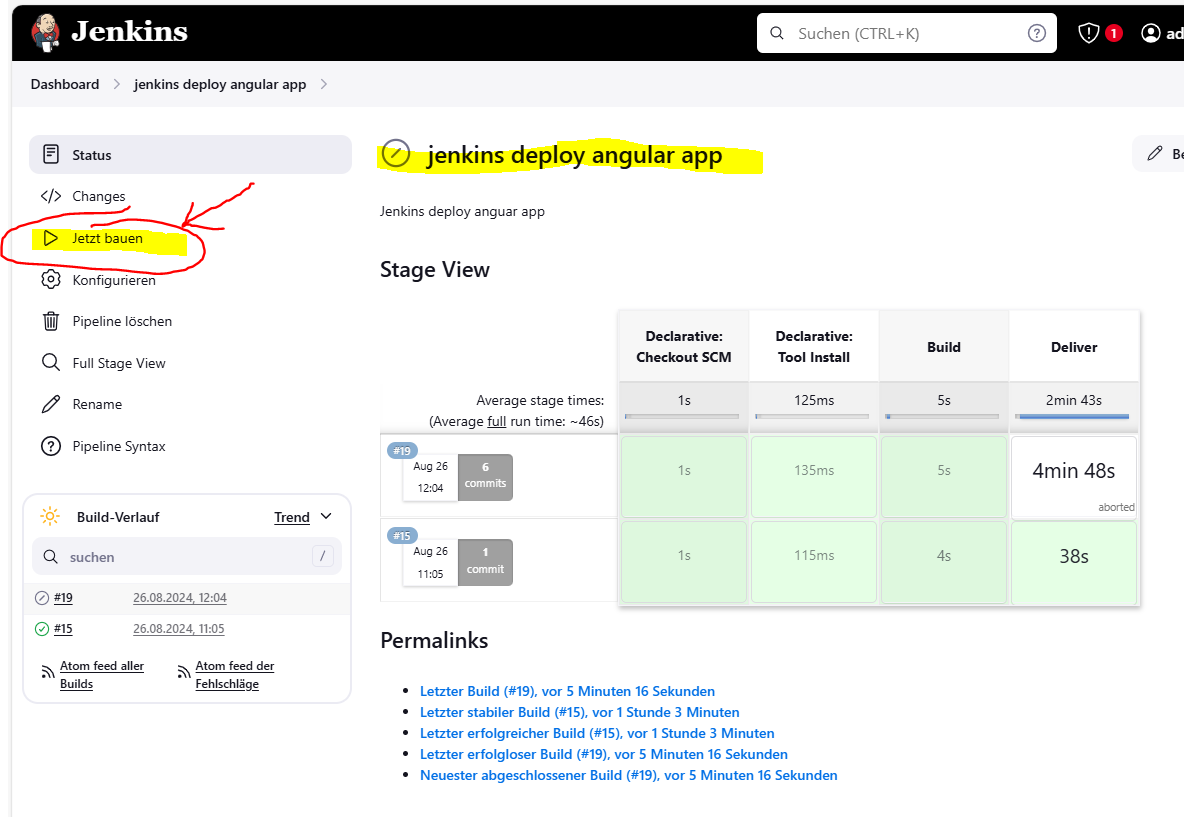 Jenkins
Suchen (CTRL+K)
?
1
ad
Dashboard
jenkins deploy angular app
Status
Changes
Jetzt bauen
Konfigurieren
Pipeline löschen
Full Stage View
Rename
Pipeline Syntax
Build-Verlauf
Trend
suchen
/
#19
26.08.2024, 12:04
#15
26.08.2024, 11:05
Atom feed aller
Builds
Atom feed der
Fehlschläge
jenkins deploy angular app
Be
Jenkins deploy anguar app
Stage View
Declarative:
Checkout SCM
Declarative:
Tool Install
Build
Deliver
Average stage times:
(Average full run time: ~46s)
1s
125ms
5s
2min 43s
#19
Aug 26
12:04
6
commits
1s
135ms
5s
4min 48s
aborted
#15
Aug 26
11:05
1
commit
1s
115ms
4s
38s
Permalinks
Letzter Build (#19), vor 5 Minuten 16 Sekunden
Letzter stabiler Build (#15), vor 1 Stunde 3 Minuten
Letzter erfolgreicher Build (#15), vor 1 Stunde 3 Minuten
Letzter erfolgloser Build (#19), vor 5 Minuten 16 Sekunden
Neuester abgeschlossener Build (#19), vor 5 Minuten 16 Sekunden